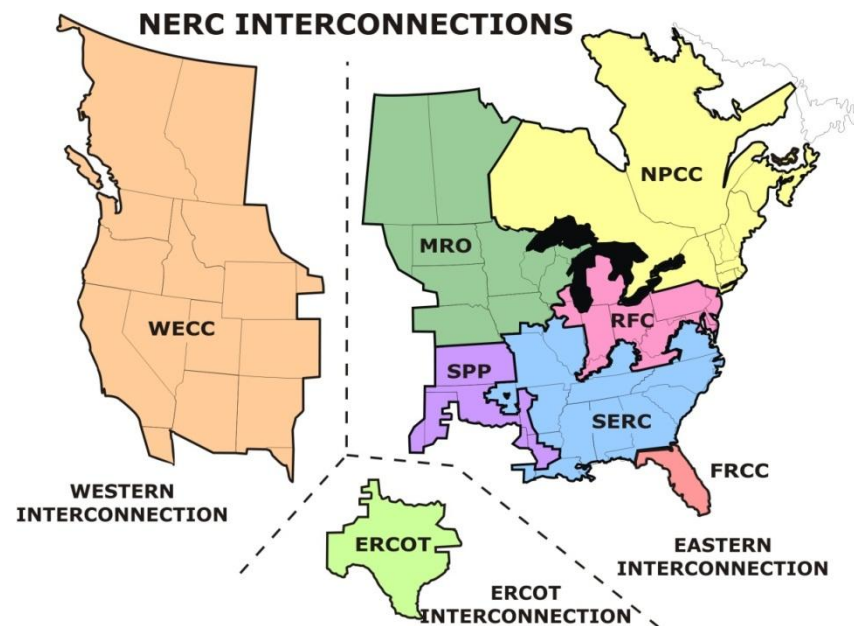 NERC INTERCONNECTIONS
NPCC
MRO
WECC
RFC
SPP
SERC
FRCC
WESTERN
INTERCONNECTION
ERCOT
EASTERN
INTERCONNECTION
ERCOT
INTERCONNECTION